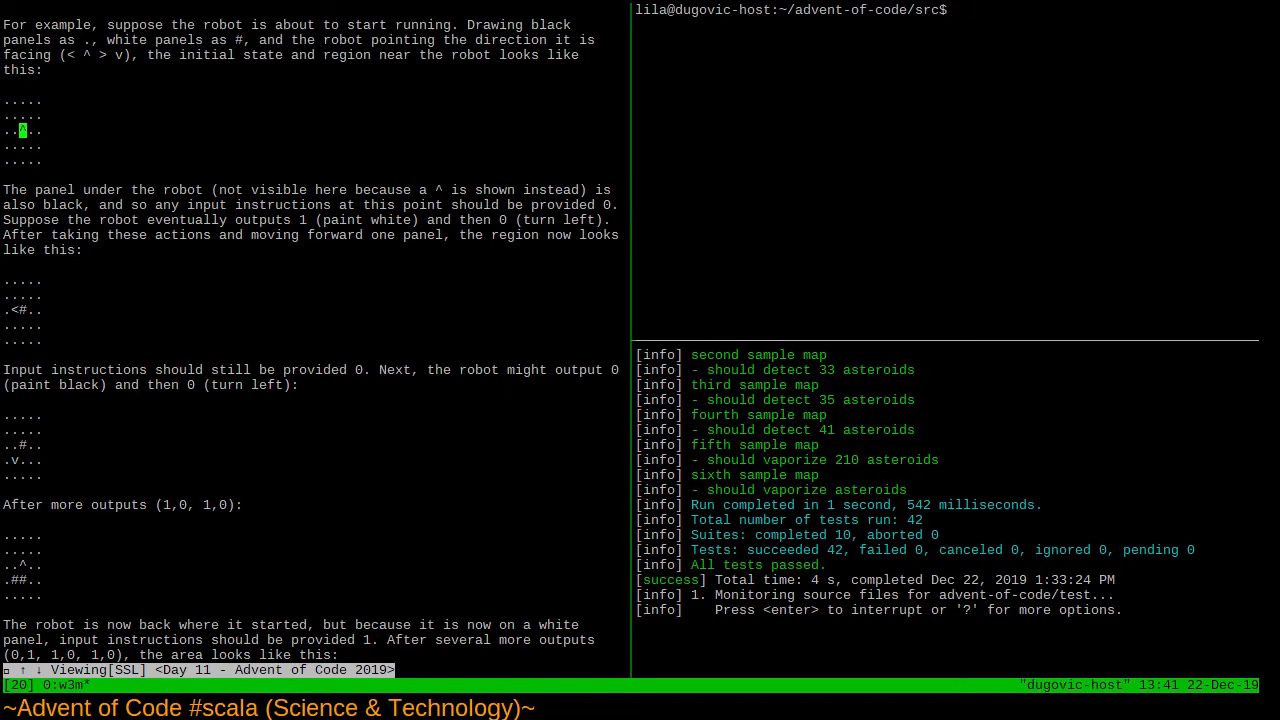 For example, suppose the robot is about to start running. Drawing black
panels as ., white panels as #, and the robot pointing the direction it is
facing (< ^ > v), the initial state and region near the robot looks like
this:
.....
.....
..^..
.....
.....
The panel under the robot (not visible here because a ^ is shown instead) is
also black, and so any input instructions at this point should be provided 0.
Suppose the robot eventually outputs 1 (paint white) and then 0 (turn left).
After taking these actions and moving forward one panel, the region now looks
like this:
.....
.....
.<#..
.....
.....
Input instructions should still be provided 0. Next, the robot might output 0
(paint black) and then 0 (turn left):
.....
.....
..#..
.v...
.....
After more outputs (1,0, 1,0):
.....
.....
..^..
.##..
.....
The robot is now back where it started, but because it is now on a white
panel, input instructions should be provided 1. After several more outputs
(0,1, 1,0, 1,0), the area looks like this:
↑ ↓ Viewing[SSL] <Day 11 - Advent of Code 2019>
lila@dugovic-host:~/advent-of-code/src$
[info] second sample map
[info] - should detect 33 asteroids
[info] third sample map
[info] - should detect 35 asteroids
[info] fourth sample map
[info] - should detect 41 asteroids
[info] fifth sample map
[info] - should vaporize 210 asteroids
[info] sixth sample map
[info] - should vaporize asteroids
[info] Run completed in 1 second, 542 milliseconds.
[info] Total number of tests run: 42
[info] Suites: completed 10, aborted 0
[info] Tests: succeeded 42, failed 0, canceled 0, ignored 0, pending 0
[info] All tests passed.
[success] Total time: 4 s, completed Dec 22, 2019 1:33:24 PM
[info] 1. Monitoring source files for advent-of-code/test...
[info]    Press <enter> to interrupt or '?' for more options.
[20] 0:w3m* "dugovic-host" 13:41 22-Dec-19
~Advent of Code #scala (Science & Technology)~